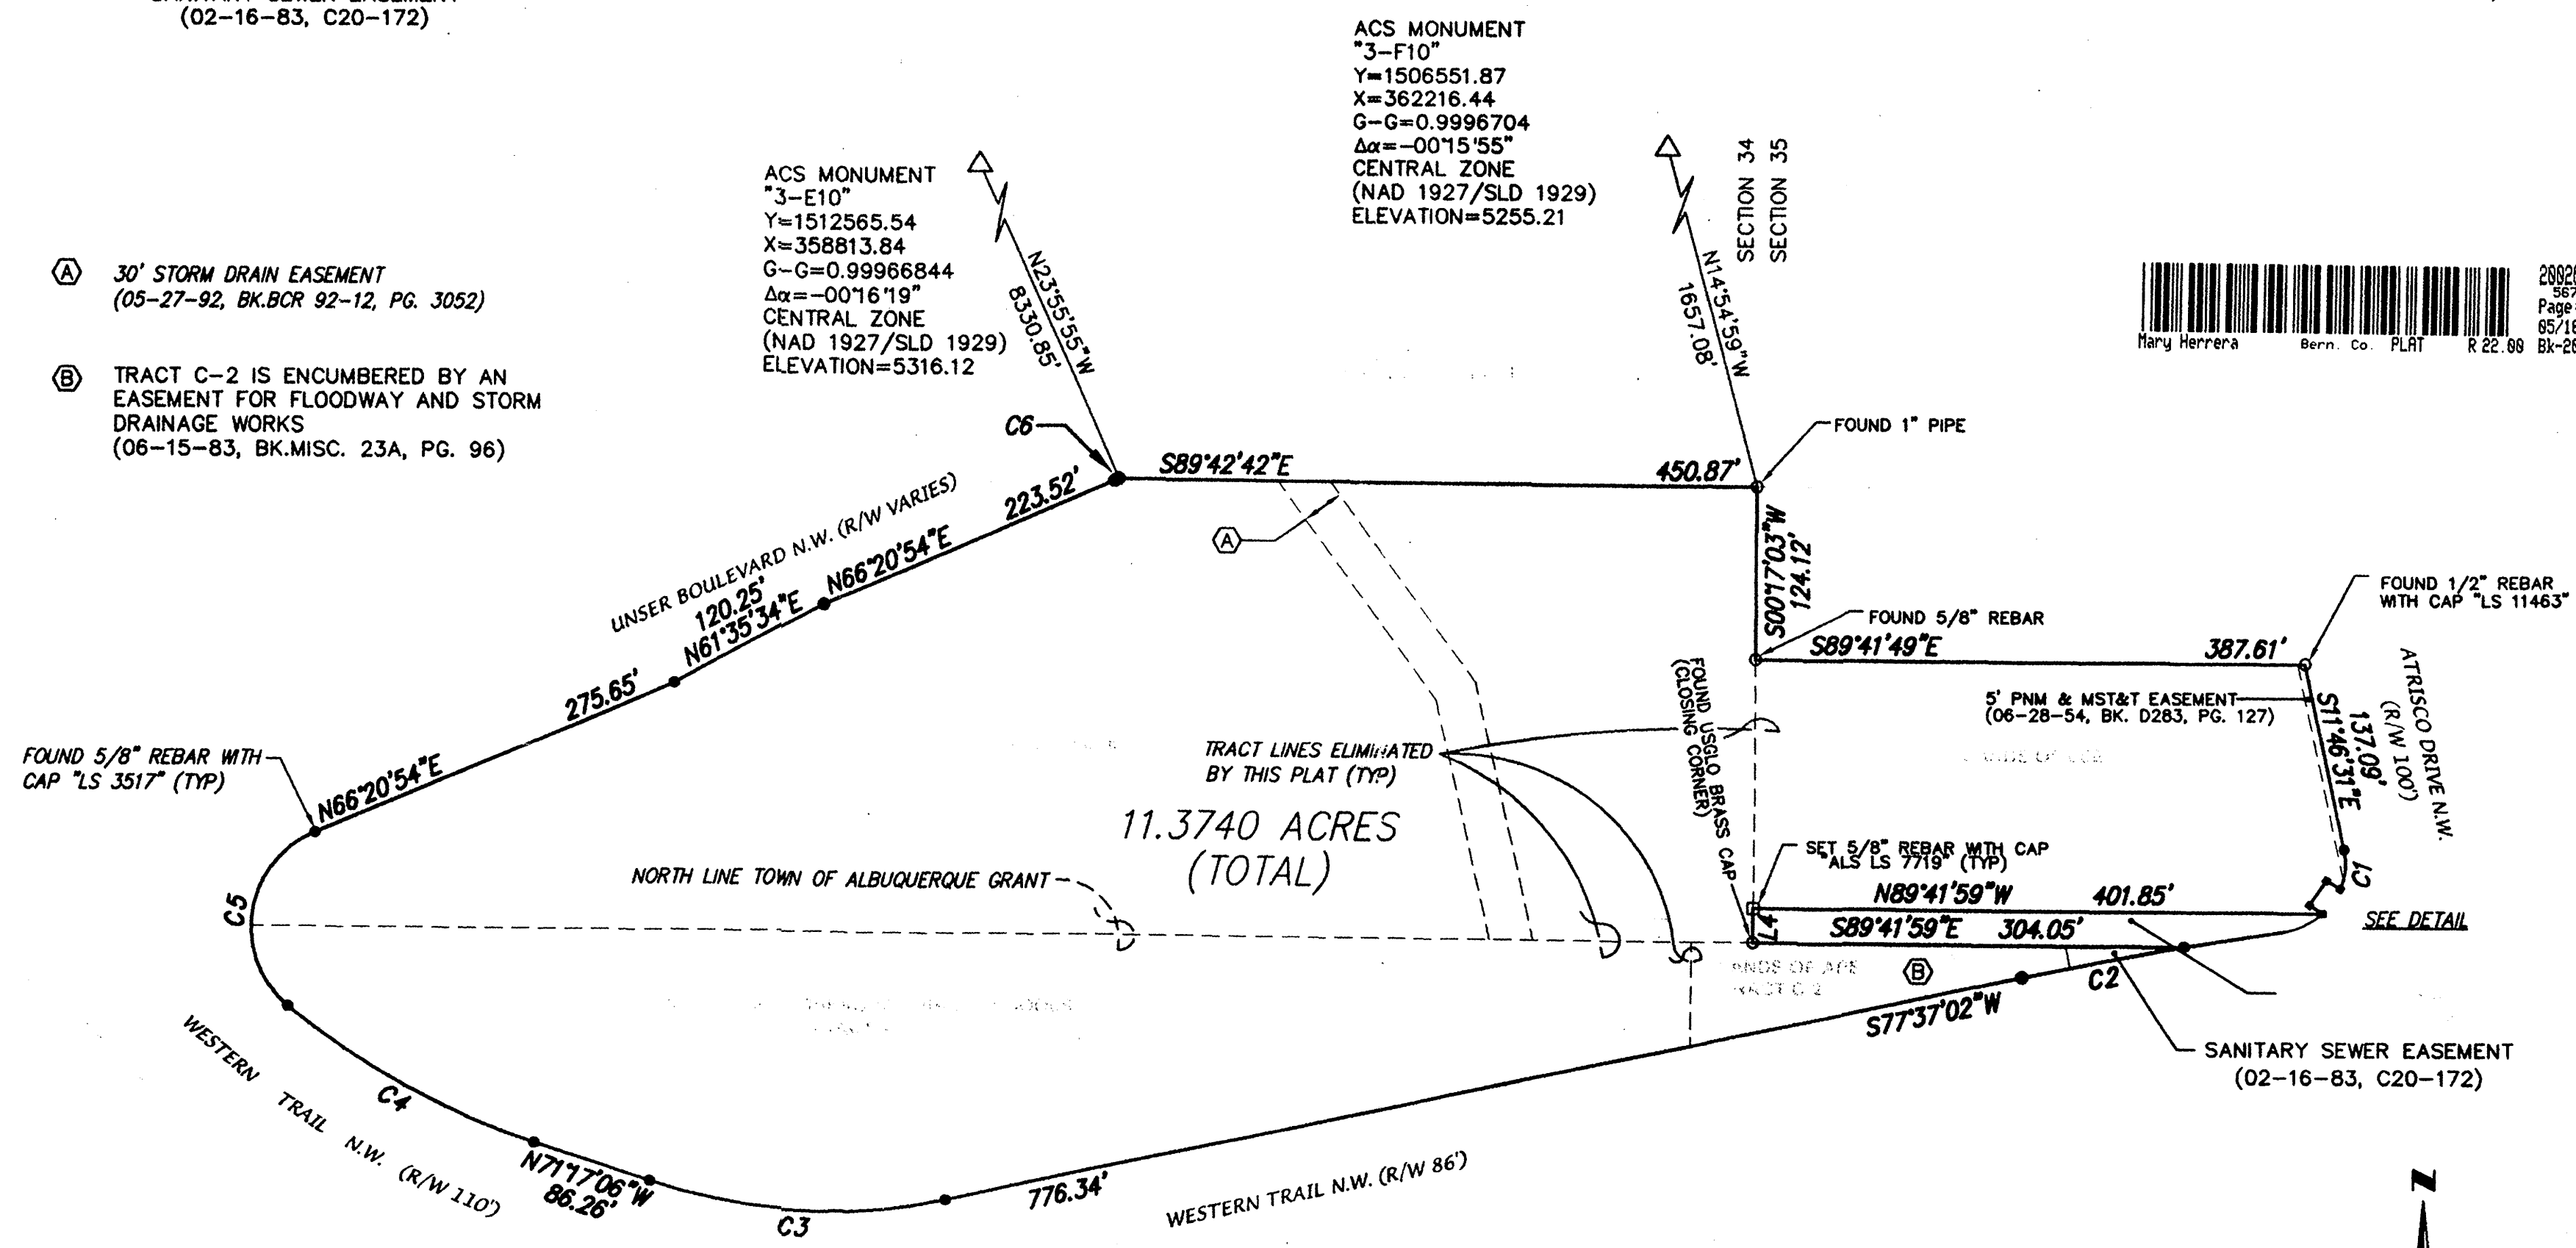 (02-16-83, C20-172)
ACS MONUMENT
"3-F10"
Y=1506551.87
X=362216.44
G-G=0.9996704
Δα=-00°15'55"
CENTRAL ZONE
(NAD 1927/SLD 1929)
ELEVATION=5255.21
SECTION 34
SECTION 35
ACS MONUMENT
"3-E10"
Y=1512565.54
X=358813.84
G-G=0.99966844
Δα=-00°16'19"
CENTRAL ZONE
(NAD 1927/SLD 1929)
ELEVATION=5316.12
N23°55'55"W
8330.85'
N14°54'59"W
1657.08'
A 30' STORM DRAIN EASEMENT
(05-27-92, BK.BCR 92-12, PG. 3052)
B TRACT C-2 IS ENCUMBERED BY AN
EASEMENT FOR FLOODWAY AND STORM
DRAINAGE WORKS
(06-15-83, BK.MISC. 23A, PG. 96)
Mary Herrera Bern. Co. PLAT R 22.00
Page
C6
FOUND 1" PIPE
S89°42'42"E
450.87'
A
UNSER BOULEVARD N.W. (R/W VARIES)
223.52'
N66°20'54"E
120.25'
N61°35'34"E
275.65'
N66°20'54"E
S00°17'03"W
124.12'
FOUND 1/2" REBAR
WITH CAP "LS 11463"
FOUND 5/8" REBAR
S89°41'49"E
387.61'
FOUND USGLO BRASS CAP
(CLOSING CORNER)
5' PNM & MST&T EASEMENT
(06-28-54, BK. D283, PG. 127)
S11°46'31"E
137.09'
ATRISCO DRIVE N.W.
(R/W 100')
FOUND 5/8" REBAR WITH
CAP "LS 3517" (TYP)
TRACT LINES ELIMINATED
BY THIS PLAT (TYP)
11.3740 ACRES
(TOTAL)
NORTH LINE TOWN OF ALBUQUERQUE GRANT
SET 5/8" REBAR WITH CAP
"ALS LS 7719" (TYP)
C1
N89°41'59"W
401.85'
L4
S89°41'59"E
304.05'
SEE DETAIL
C5
B
C2
S77°37'02"W
SANITARY SEWER EASEMENT
(02-16-83, C20-172)
C4
WESTERN TRAIL N.W. (R/W 110')
N71°17'06"W
86.26'
C3
776.34'
WESTERN TRAIL N.W. (R/W 86')
N